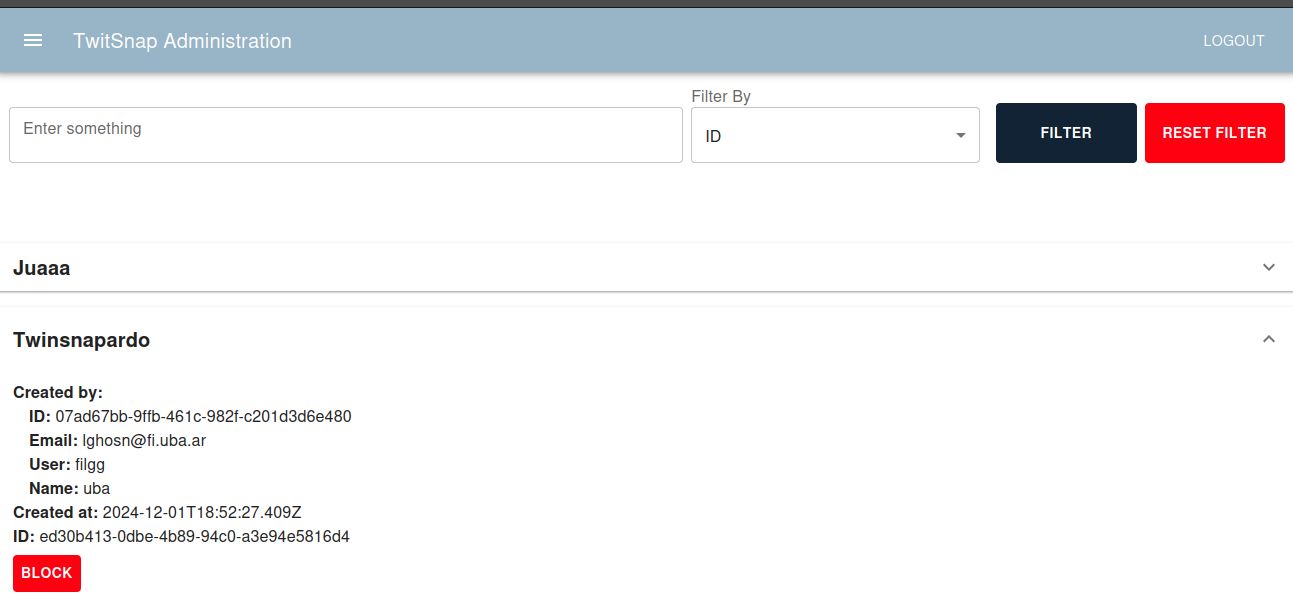 TwitSnap Administration
LOGOUT
Filter By
Enter something
ID
FILTER
RESET FILTER
Juaaa
Twinsnapardo
Created by:
ID: 07ad67bb-9ffb-461c-982f-c201d3d6e480
Email: lghosn@fi.uba.ar
User: filgg
Name: uba
Created at: 2024-12-01T18:52:27.409Z
ID: ed30b413-0dbe-4b89-94c0-a3e94e5816d4
BLOCK